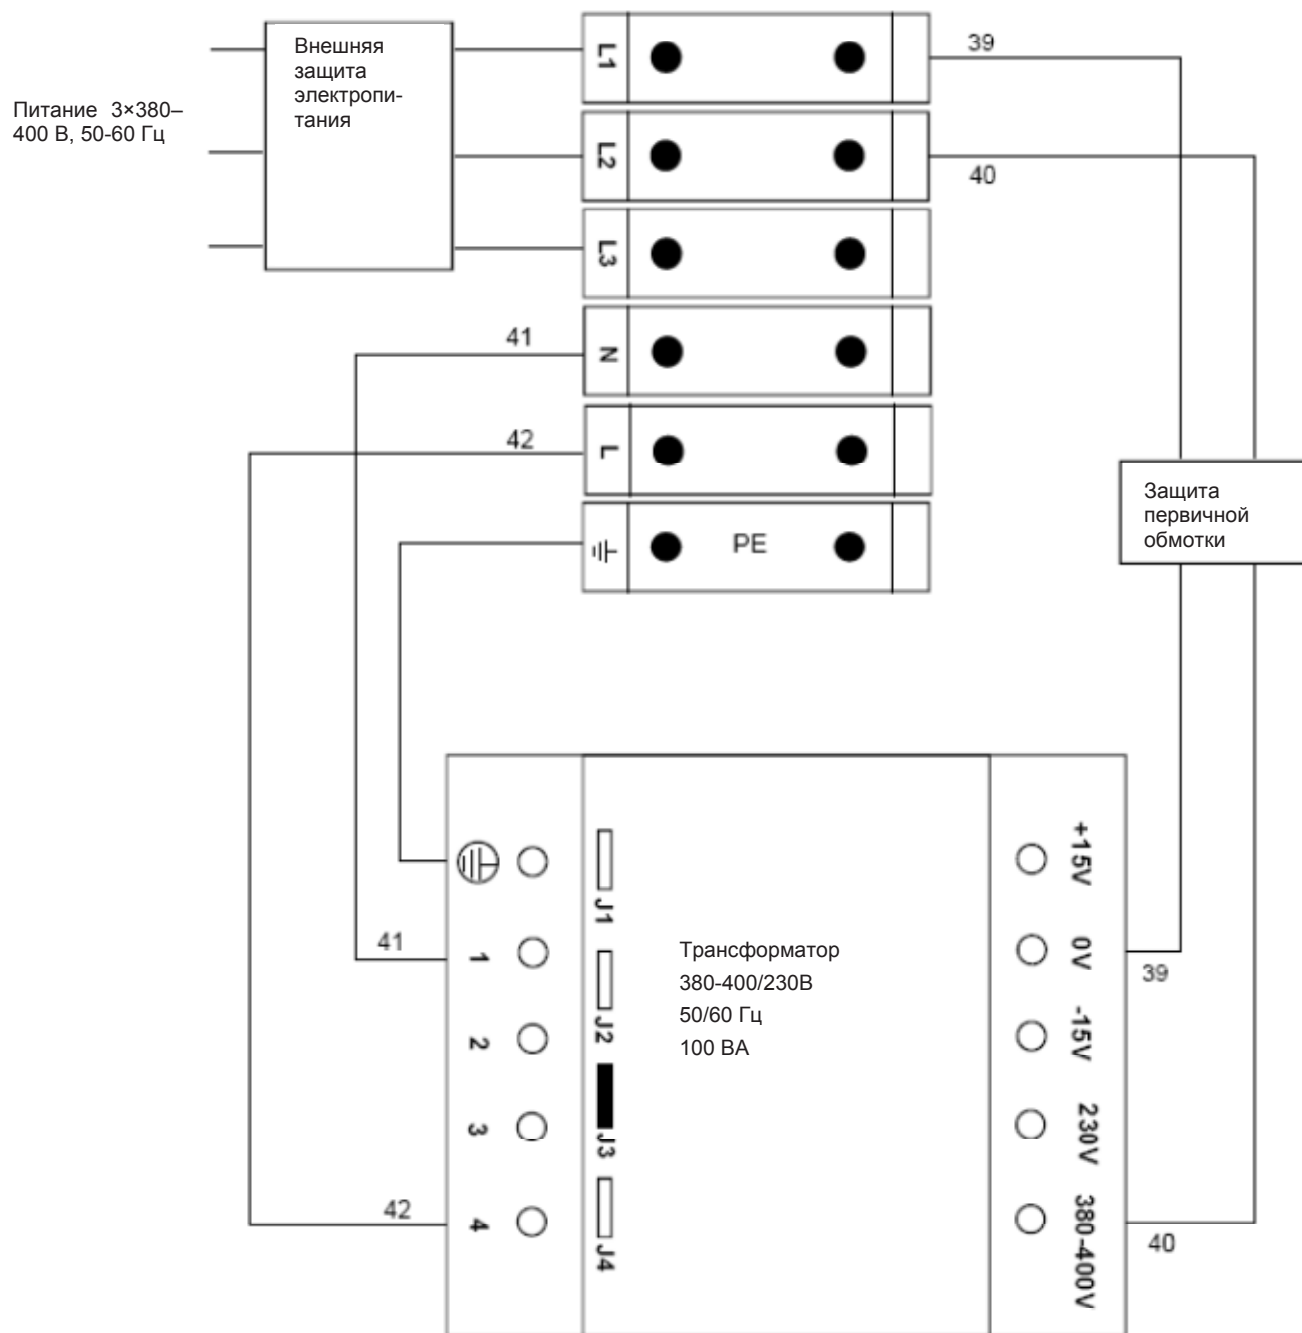 Питание 3×380–
400 В, 50-60 Гц
Внешняя
защита
электропи-
тания
L1
L2
L3
N
L
PE
39
40
41
42
Защита
первичной
обмотки
41
42
1
2
3
4
J1
J2
J3
J4
Трансформатор
380-400/230В
50/60 Гц
100 ВА
+15V
0V
-15V
230V
380-400V
39
40